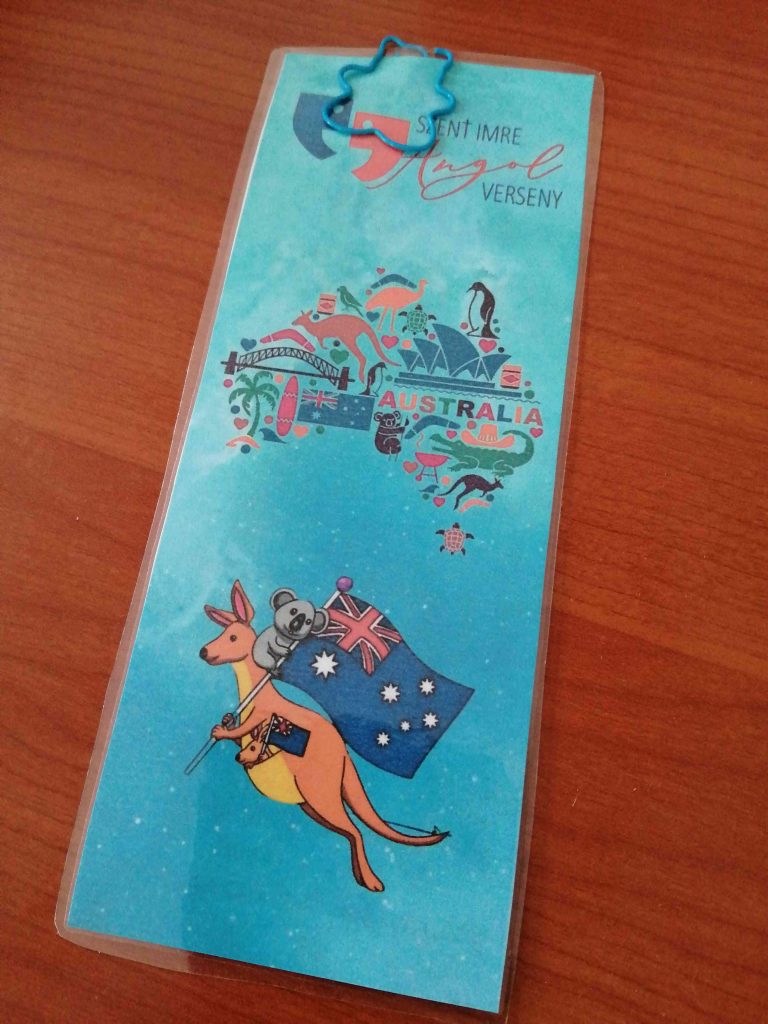 SZENT IMRE
Angol
VERSENY
AUSTRALIA